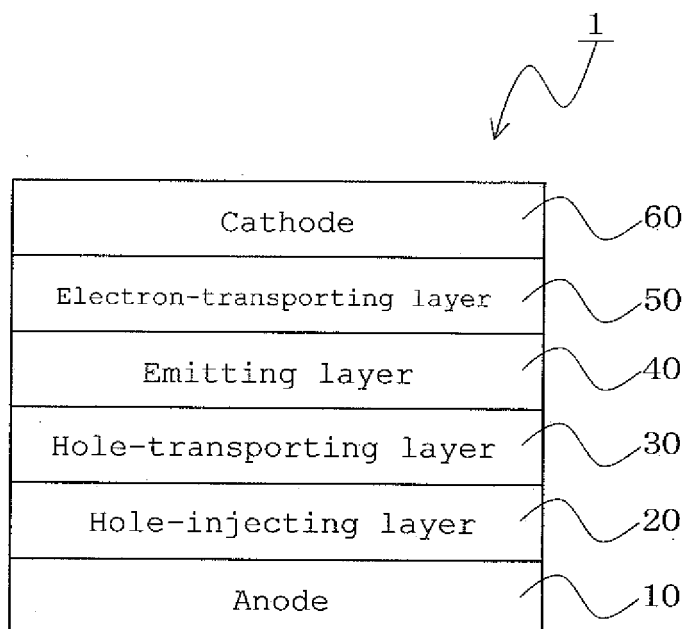 1
Cathode 60
Electron-transporting layer 50
Emitting layer 40
Hole-transporting layer 30
Hole-injecting layer 20
Anode 10